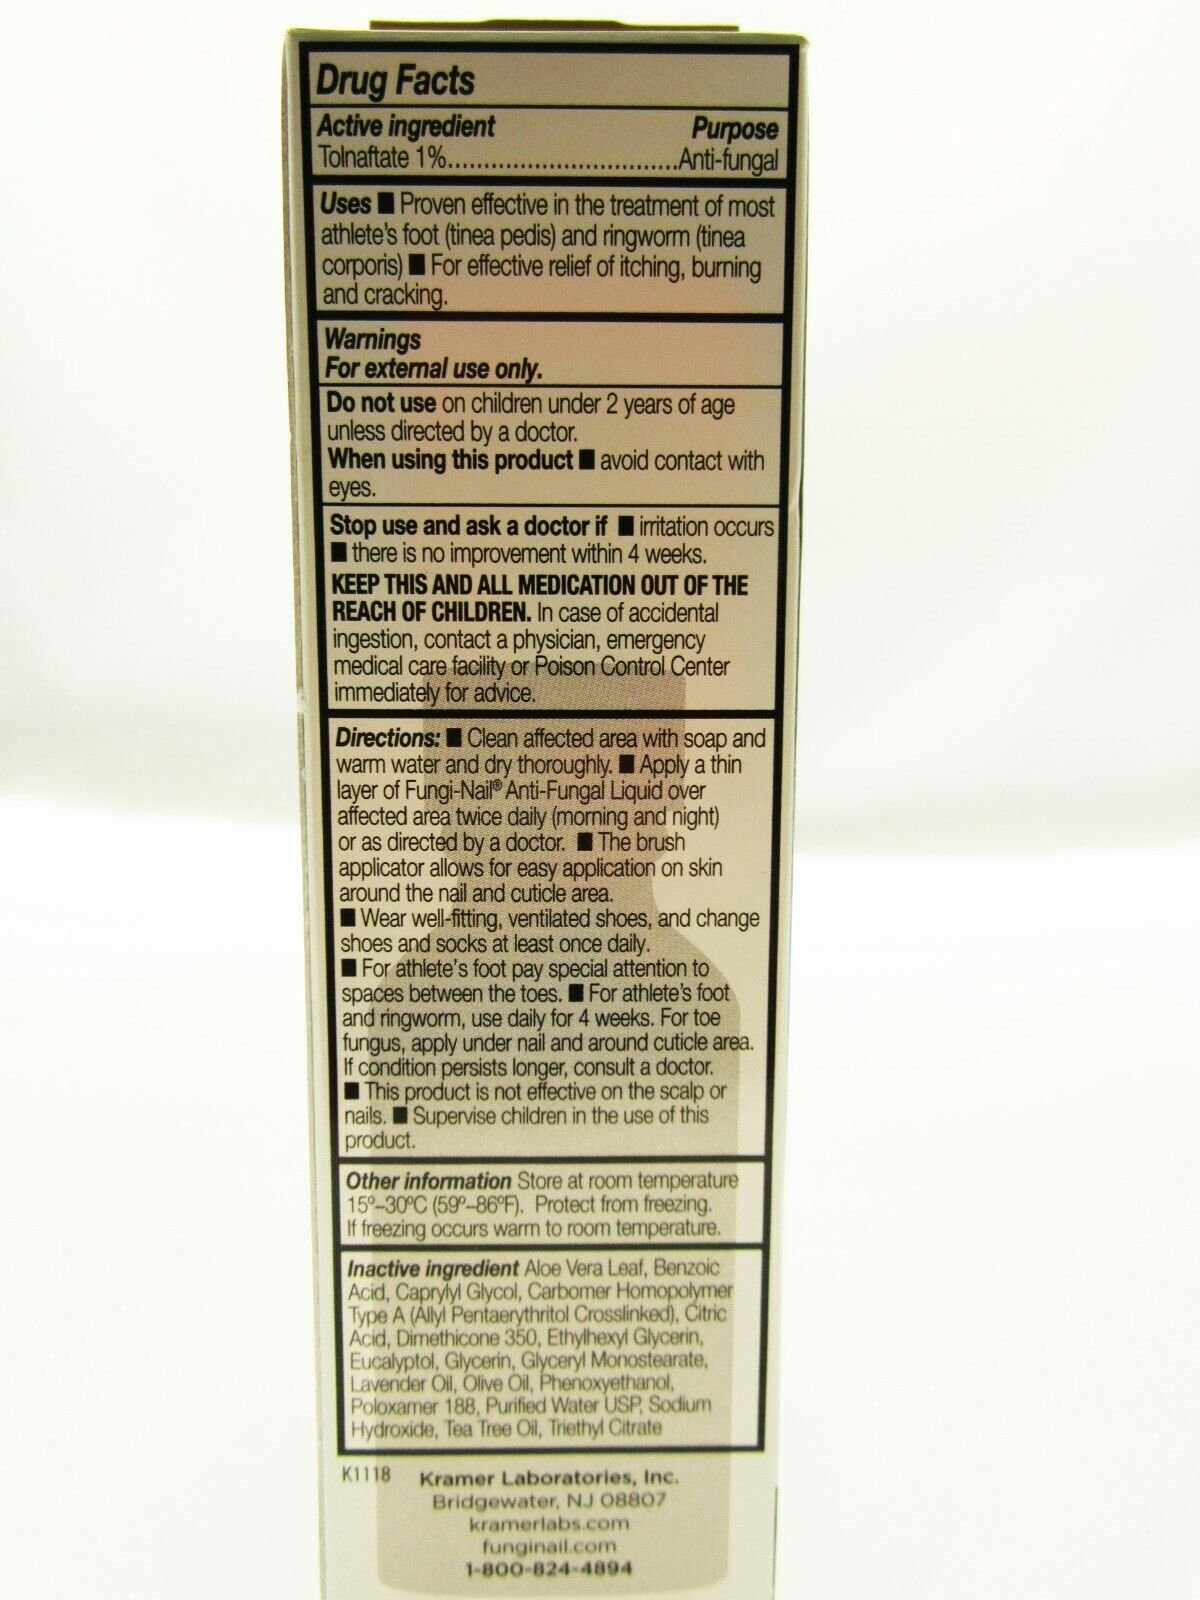 Drug Facts
Active ingredient Purpose
Tolnaftate 1%................................Anti-fungal
Uses ■ Proven effective in the treatment of most
athlete's foot (tinea pedis) and ringworm (tinea
corporis) ■ For effective relief of itching, burning
and cracking.
Warnings
For external use only.
Do not use on children under 2 years of age
unless directed by a doctor.
When using this product ■ avoid contact with
eyes.
Stop use and ask a doctor if ■ irritation occurs
■ there is no improvement within 4 weeks.
KEEP THIS AND ALL MEDICATION OUT OF THE
REACH OF CHILDREN. In case of accidental
ingestion, contact a physician, emergency
medical care facility or Poison Control Center
immediately for advice.
Directions: ■ Clean affected area with soap and
warm water and dry thoroughly. ■ Apply a thin
layer of Fungi-Nail® Anti-Fungal Liquid over
affected area twice daily (morning and night)
or as directed by a doctor. ■ The brush
applicator allows for easy application on skin
around the nail and cuticle area.
■ Wear well-fitting, ventilated shoes, and change
shoes and socks at least once daily.
■ For athlete's foot pay special attention to
spaces between the toes. ■ For athlete's foot
and ringworm, use daily for 4 weeks. For toe
fungus, apply under nail and around cuticle area.
If condition persists longer, consult a doctor.
■ This product is not effective on the scalp or
nails. ■ Supervise children in the use of this
product.
Other information Store at room temperature
15º–30ºC (59º–86ºF). Protect from freezing.
If freezing occurs warm to room temperature.
Inactive ingredient Aloe Vera Leaf, Benzoic
Acid, Caprylyl Glycol, Carbomer Homopolymer
Type A (Allyl Pentaerythritol Crosslinked), Citric
Acid, Dimethicone 350, Ethylhexyl Glycerin,
Eucalyptol, Glycerin, Glyceryl Monostearate,
Lavender Oil, Olive Oil, Phenoxyethanol,
Poloxamer 188, Purified Water USP, Sodium
Hydroxide, Tea Tree Oil, Triethyl Citrate
K1118 Kramer Laboratories, Inc.
Bridgewater, NJ 08807
kramerlabs.com
funginail.com
1-800-824-4894